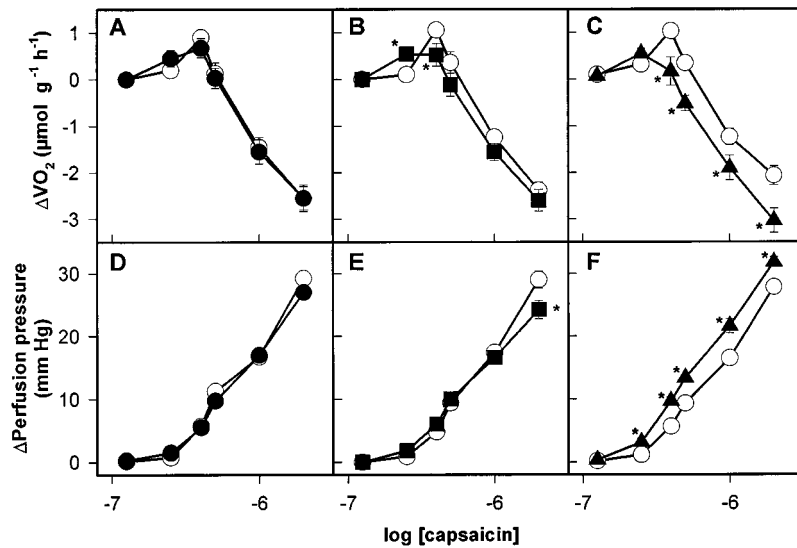 A B C
ΔVO₂ (μmol g⁻¹ h⁻¹)
1
0
-1
-2
-3
* * * * * *
D E F
ΔPerfusion pressure
(mm Hg)
30
20
10
0
* * * * * *
-7 -6 -7 -6 -7 -6
log [capsaicin]